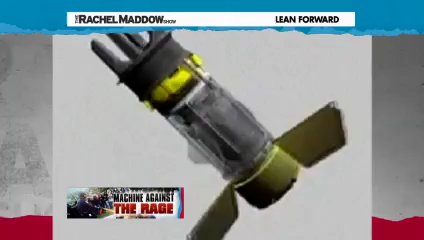 THE RACHEL MADDOW SHOW
LEAN FORWARD
MACHINE AGAINST
THE RAGE